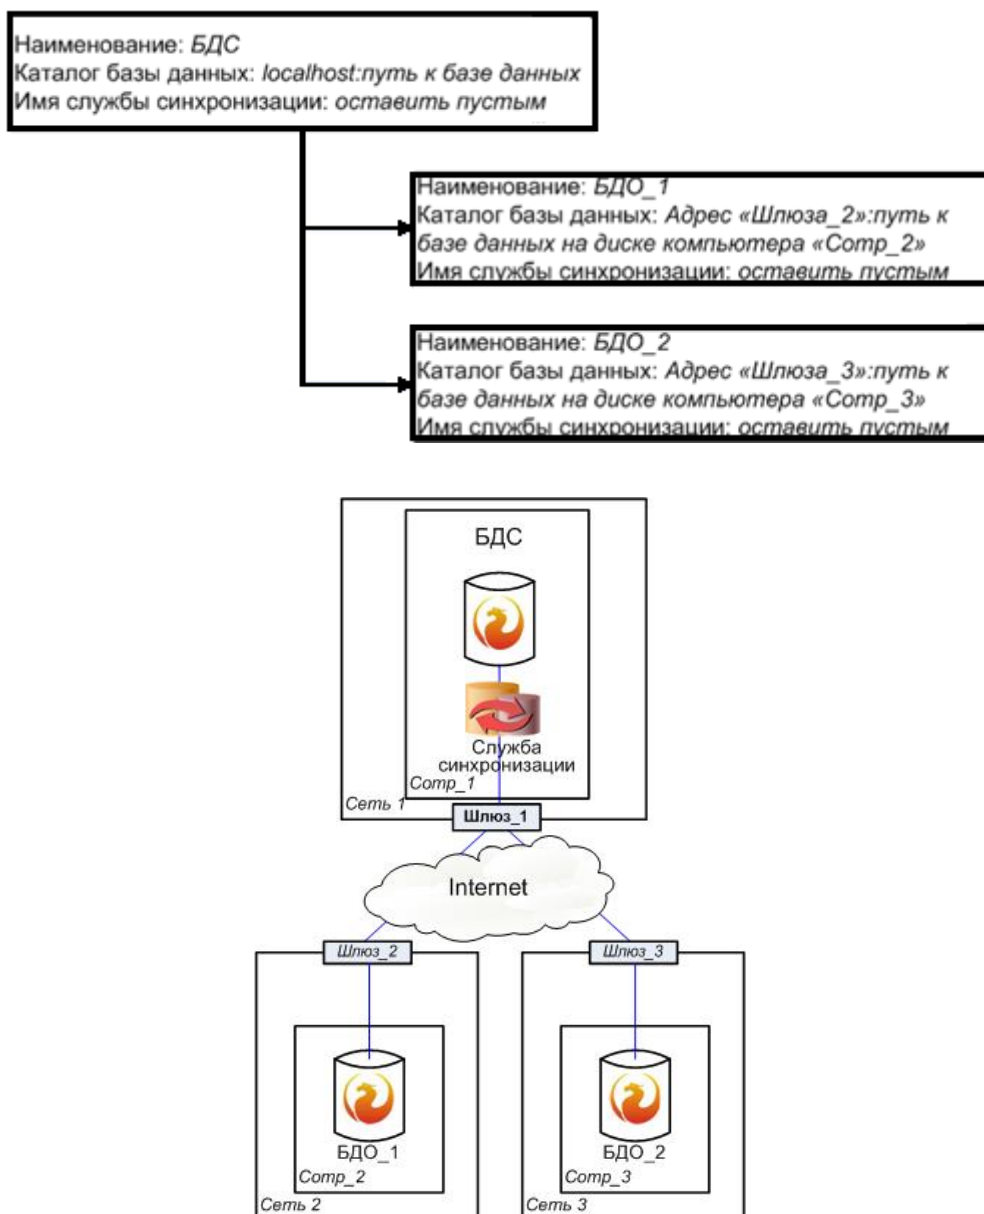 Наименование: БДС
Каталог базы данных: localhost:путь к базе данных
Имя службы синхронизации: оставить пустым
Наименование: БДО_1
Каталог базы данных: Адрес «Шлюза_2»:путь к
базе данных на диске компьютера «Comp_2»
Имя службы синхронизации: оставить пустым
Наименование: БДО_2
Каталог базы данных: Адрес «Шлюза_3»:путь к
базе данных на диске компьютера «Comp_3»
Имя службы синхронизации: оставить пустым
БДС
Служба
синхронизации
Comp_1
Сеть 1
Шлюз_1
Internet
Шлюз_2
Шлюз_3
БДО_1
БДО_2
Comp_2
Comp_3
Сеть 2
Сеть 3